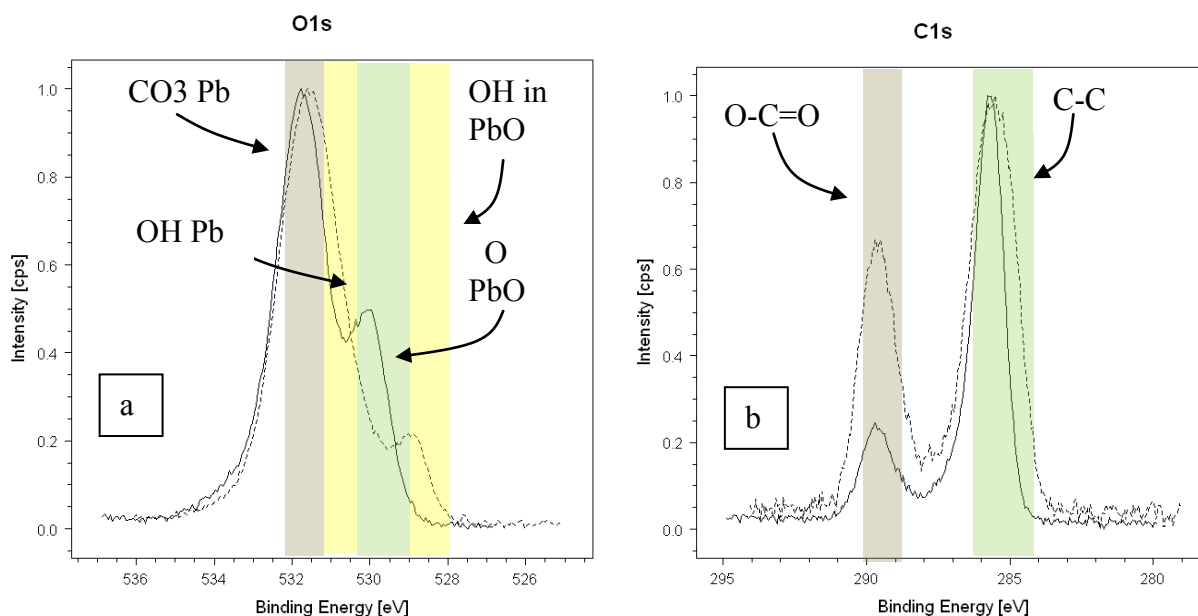 O1s
CO3 Pb
OH in
PbO
OH Pb
O
PbO
a
Intensity [cps]
1.0
0.8
0.6
0.4
0.2
0.0
536
534
532
530
528
526
Binding Energy [eV]
C1s
O-C=O
C-C
b
Intensity [cps]
1.0
0.8
0.6
0.4
0.2
0.0
295
290
285
280
Binding Energy [eV]